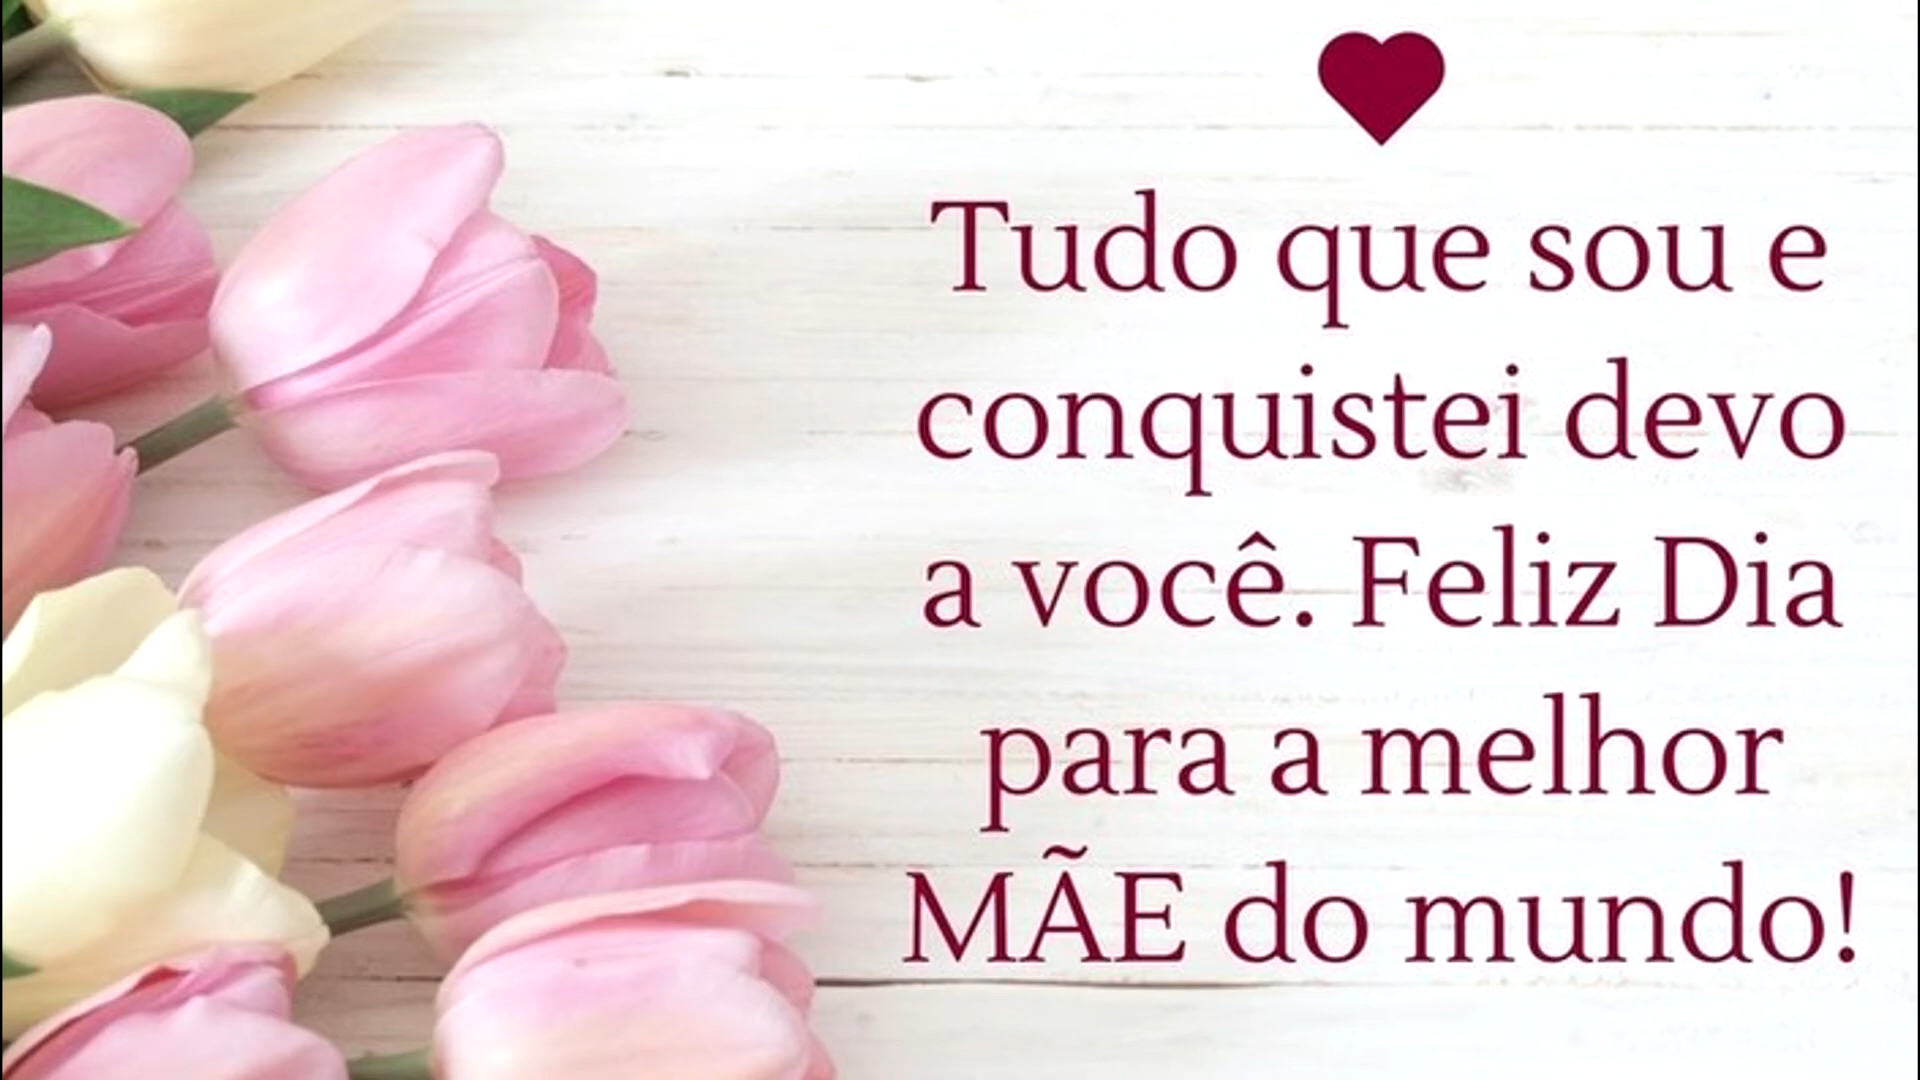 Tudo que sou e
conquistei devo
a você. Feliz Dia
para a melhor
MÃE do mundo!